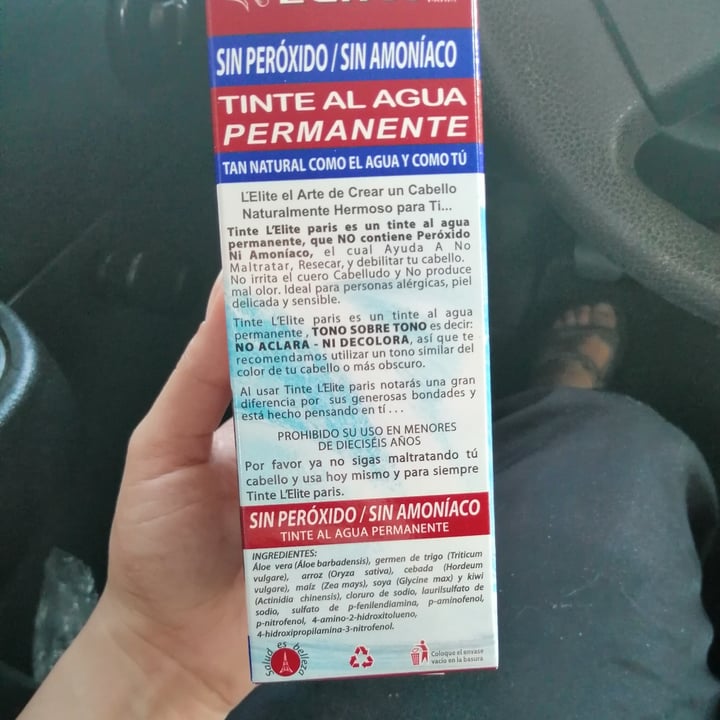 SIN PERÓXIDO / SIN AMONÍACO
TINTE AL AGUA
PERMANENTE
TAN NATURAL COMO EL AGUA Y COMO TÚ
L'Elite el Arte de Crear un Cabello
Naturalmente Hermoso para Ti...
Tinte L'Elite paris es un tinte al agua
permanente, que NO contiene Peróxido
Ni Amoníaco, el cual Ayuda A No
Maltratar, Resecar, y debilitar tu cabello.
No irrita el cuero Cabelludo y No produce
mal olor. Ideal para personas alérgicas, piel
delicada y sensible.
Tinte L'Elite paris es un tinte al agua
permanente , TONO SOBRE TONO es decir:
NO ACLARA - NI DECOLORA, así que te
recomendamos utilizar un tono similar del
color de tu cabello o más obscuro.
Al usar Tinte L'Elite paris notarás una gran
diferencia por sus generosas bondades y
está hecho pensando en tí . . .
PROHIBIDO SU USO EN MENORES
DE DIECISÉIS AÑOS
Por favor ya no sigas maltratando tú
cabello y usa hoy mismo y para siempre
Tinte L'Elite paris.
SIN PERÓXIDO / SIN AMONÍACO
TINTE AL AGUA PERMANENTE
INGREDIENTES:
Áloe vera (Áloe barbadensis), germen de trigo (Triticum
vulgare), arroz (Oryza sativa), cebada (Hordeum
vulgare), maíz (Zea mays), soya (Glycine max) y kiwi
(Actinidia chinensis), cloruro de sodio, laurilsulfato de
sodio, sulfato de p-fenilendiamina, p-aminofenol,
p-nitrofenol, 4-amino-2-hidroxitolueno,
4-hidroxipropilamina-3-nitrofenol.
Salud es belleza
Coloque el envase
vacío en la basura